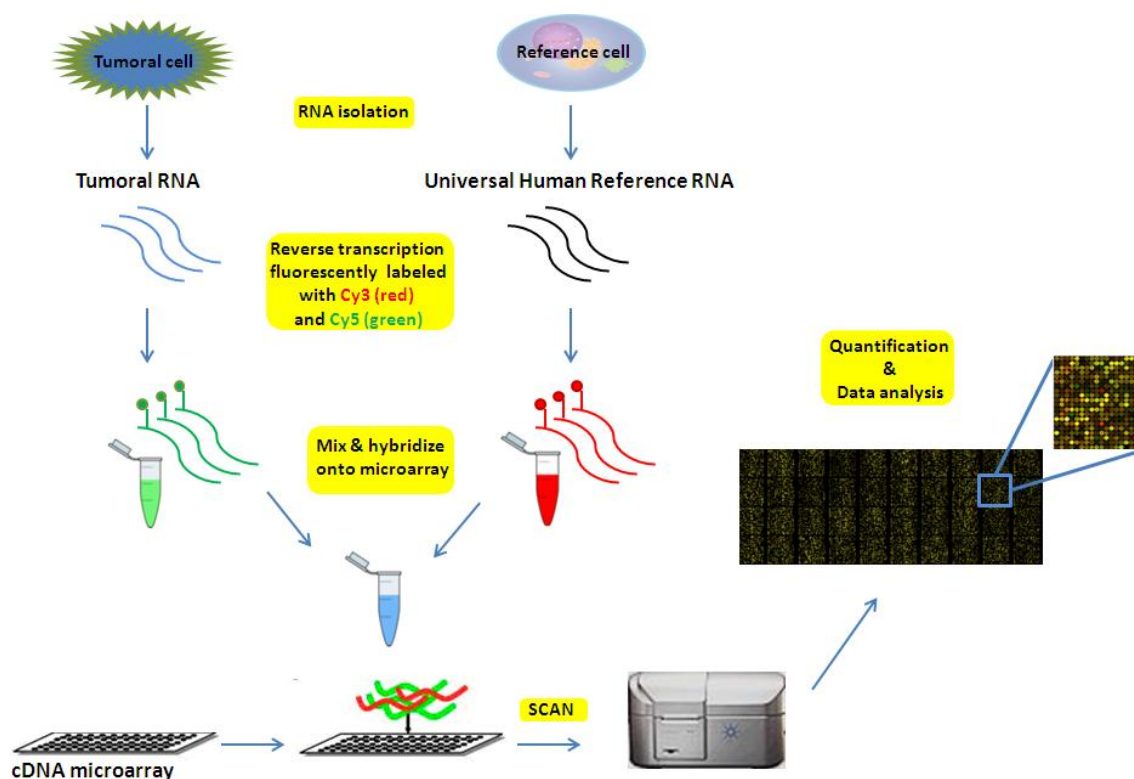 Tumoral cell
Reference cell
RNA isolation
Tumoral RNA
Universal Human Reference RNA
Reverse transcription
fluorescently labeled
with Cy3 (red)
and Cy5 (green)
Quantification
&
Data analysis
Mix & hybridize
onto microarray
SCAN
cDNA microarray